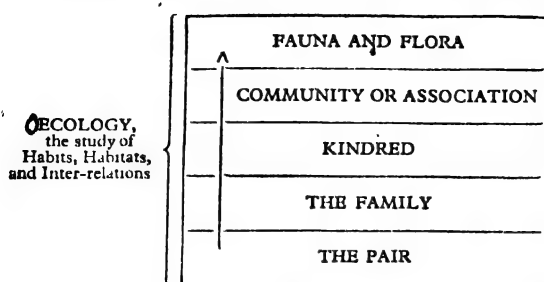 FAUNA AND FLORA
COMMUNITY OR ASSOCIATION
OECOLOGY,
the study of
Habits, Habitats,
and Inter-relations
KINDRED
THE FAMILY
THE PAIR